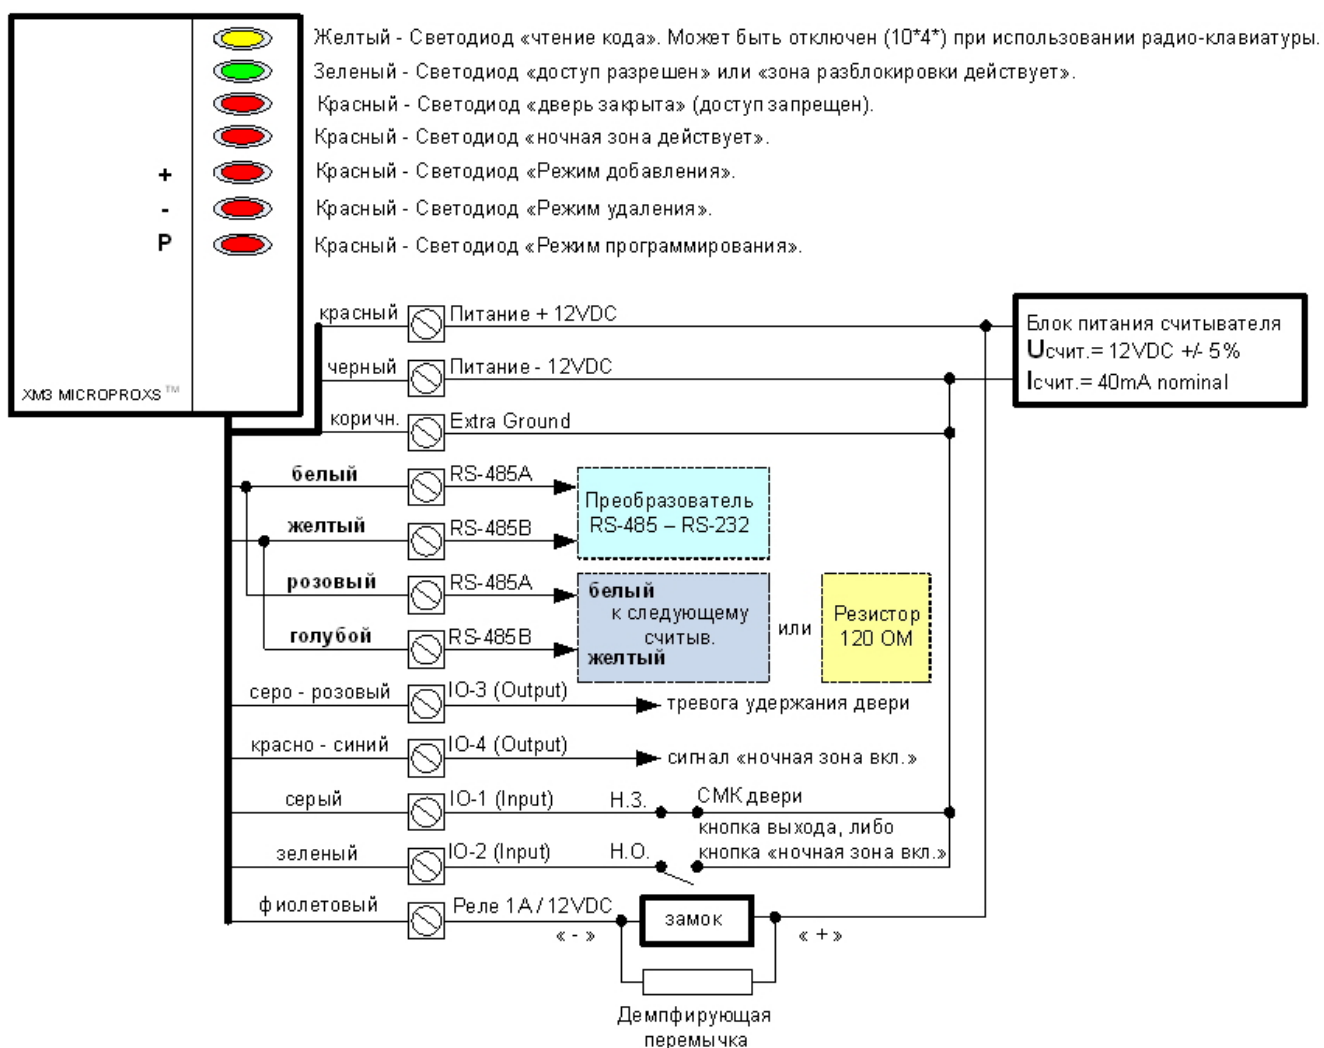 Желтый - Светодиод «чтение кода». Может быть отключен (10*4*) при использовании радио-клавиатуры.
Зеленый - Светодиод «доступ разрешен» или «зона разблокировки действует».
Красный - Светодиод «дверь закрыта» (доступ запрещен).
Красный - Светодиод «ночная зона действует».
+ Красный - Светодиод «Режим добавления».
- Красный - Светодиод «Режим удаления».
P Красный - Светодиод «Режим программирования».
XM3 MICROPROXS™
красный Питание + 12VDC
черный Питание - 12VDC
коричн. Extra Ground
Блок питания считывателя
Uсчит.= 12VDC +/- 5%
Iсчит.= 40mA nominal
белый RS-485A
желтый RS-485B
Преобразователь
RS-485 – RS-232
розовый RS-485A
голубой RS-485B
белый
к следующему
считыв.
желтый
или
Резистор
120 ОМ
серо - розовый IO-3 (Output) тревога удержания двери
красно - синий IO-4 (Output) сигнал «ночная зона вкл.»
серый IO-1 (Input) Н.З. СМК двери
кнопка выхода, либо
зеленый IO-2 (Input) Н.О. кнопка «ночная зона вкл.»
фиолетовый Реле 1А / 12VDC
« - »
замок
« + »
Демпфирующая
перемычка